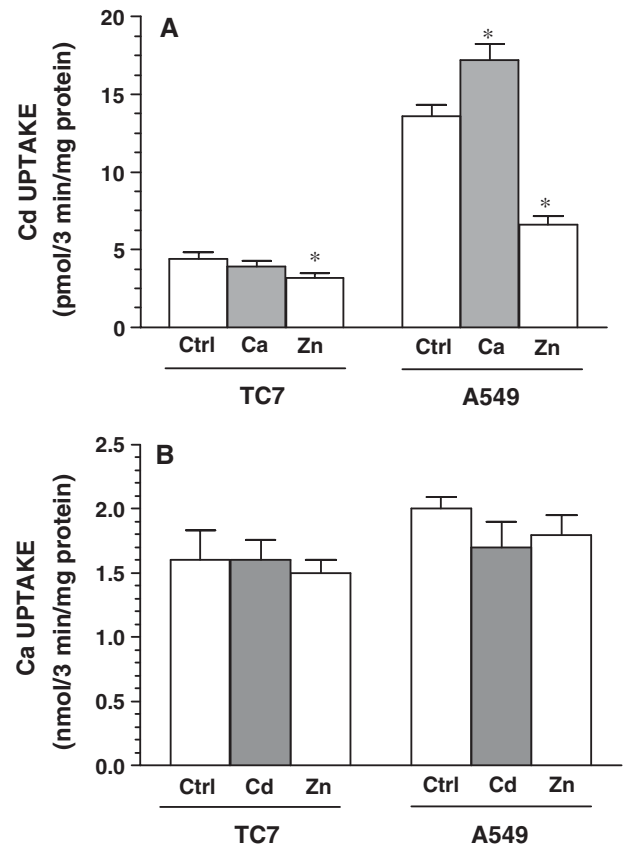 A
Cd UPTAKE
(pmol/3 min/mg protein)
20
15
10
5
0
*
*
*
Ctrl Ca Zn
Ctrl Ca Zn
TC7
A549
B
Ca UPTAKE
(nmol/3 min/mg protein)
2.5
2.0
1.5
1.0
0.5
0.0
Ctrl Cd Zn
Ctrl Cd Zn
TC7
A549